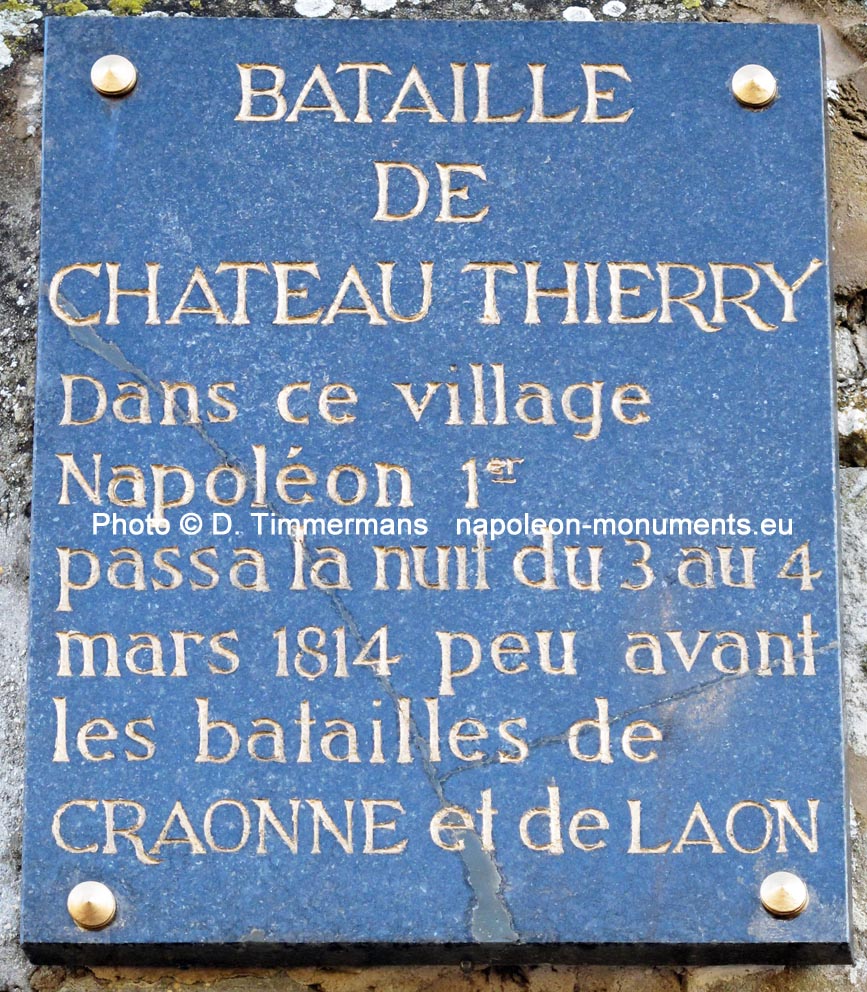 BATAILLE
DE
CHATEAU THIERRY
Dans ce village
Napoléon 1er
Photo © D. Timmermans napoleon-monuments.eu
passa la nuit du 3 au 4
mars 1814 peu avant
les batailles de
CRAONNE et de LAON